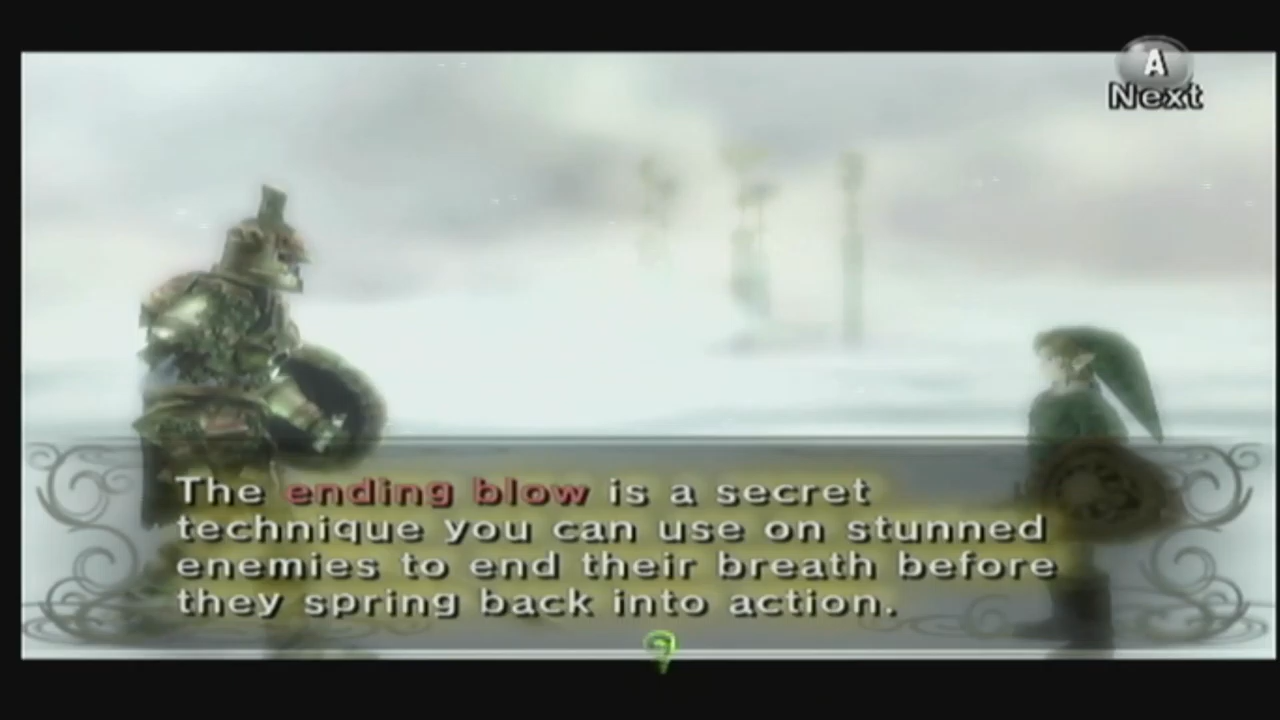 A
Next
The ending blow is a secret
technique you can use on stunned
enemies to end their breath before
they spring back into action.